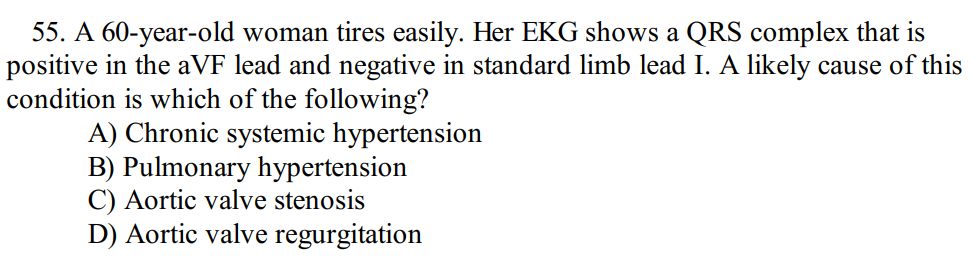 55. A 60-year-old woman tires easily. Her EKG shows a QRS complex that is
positive in the aVF lead and negative in standard limb lead I. A likely cause of this
condition is which of the following?
A) Chronic systemic hypertension
B) Pulmonary hypertension
C) Aortic valve stenosis
D) Aortic valve regurgitation